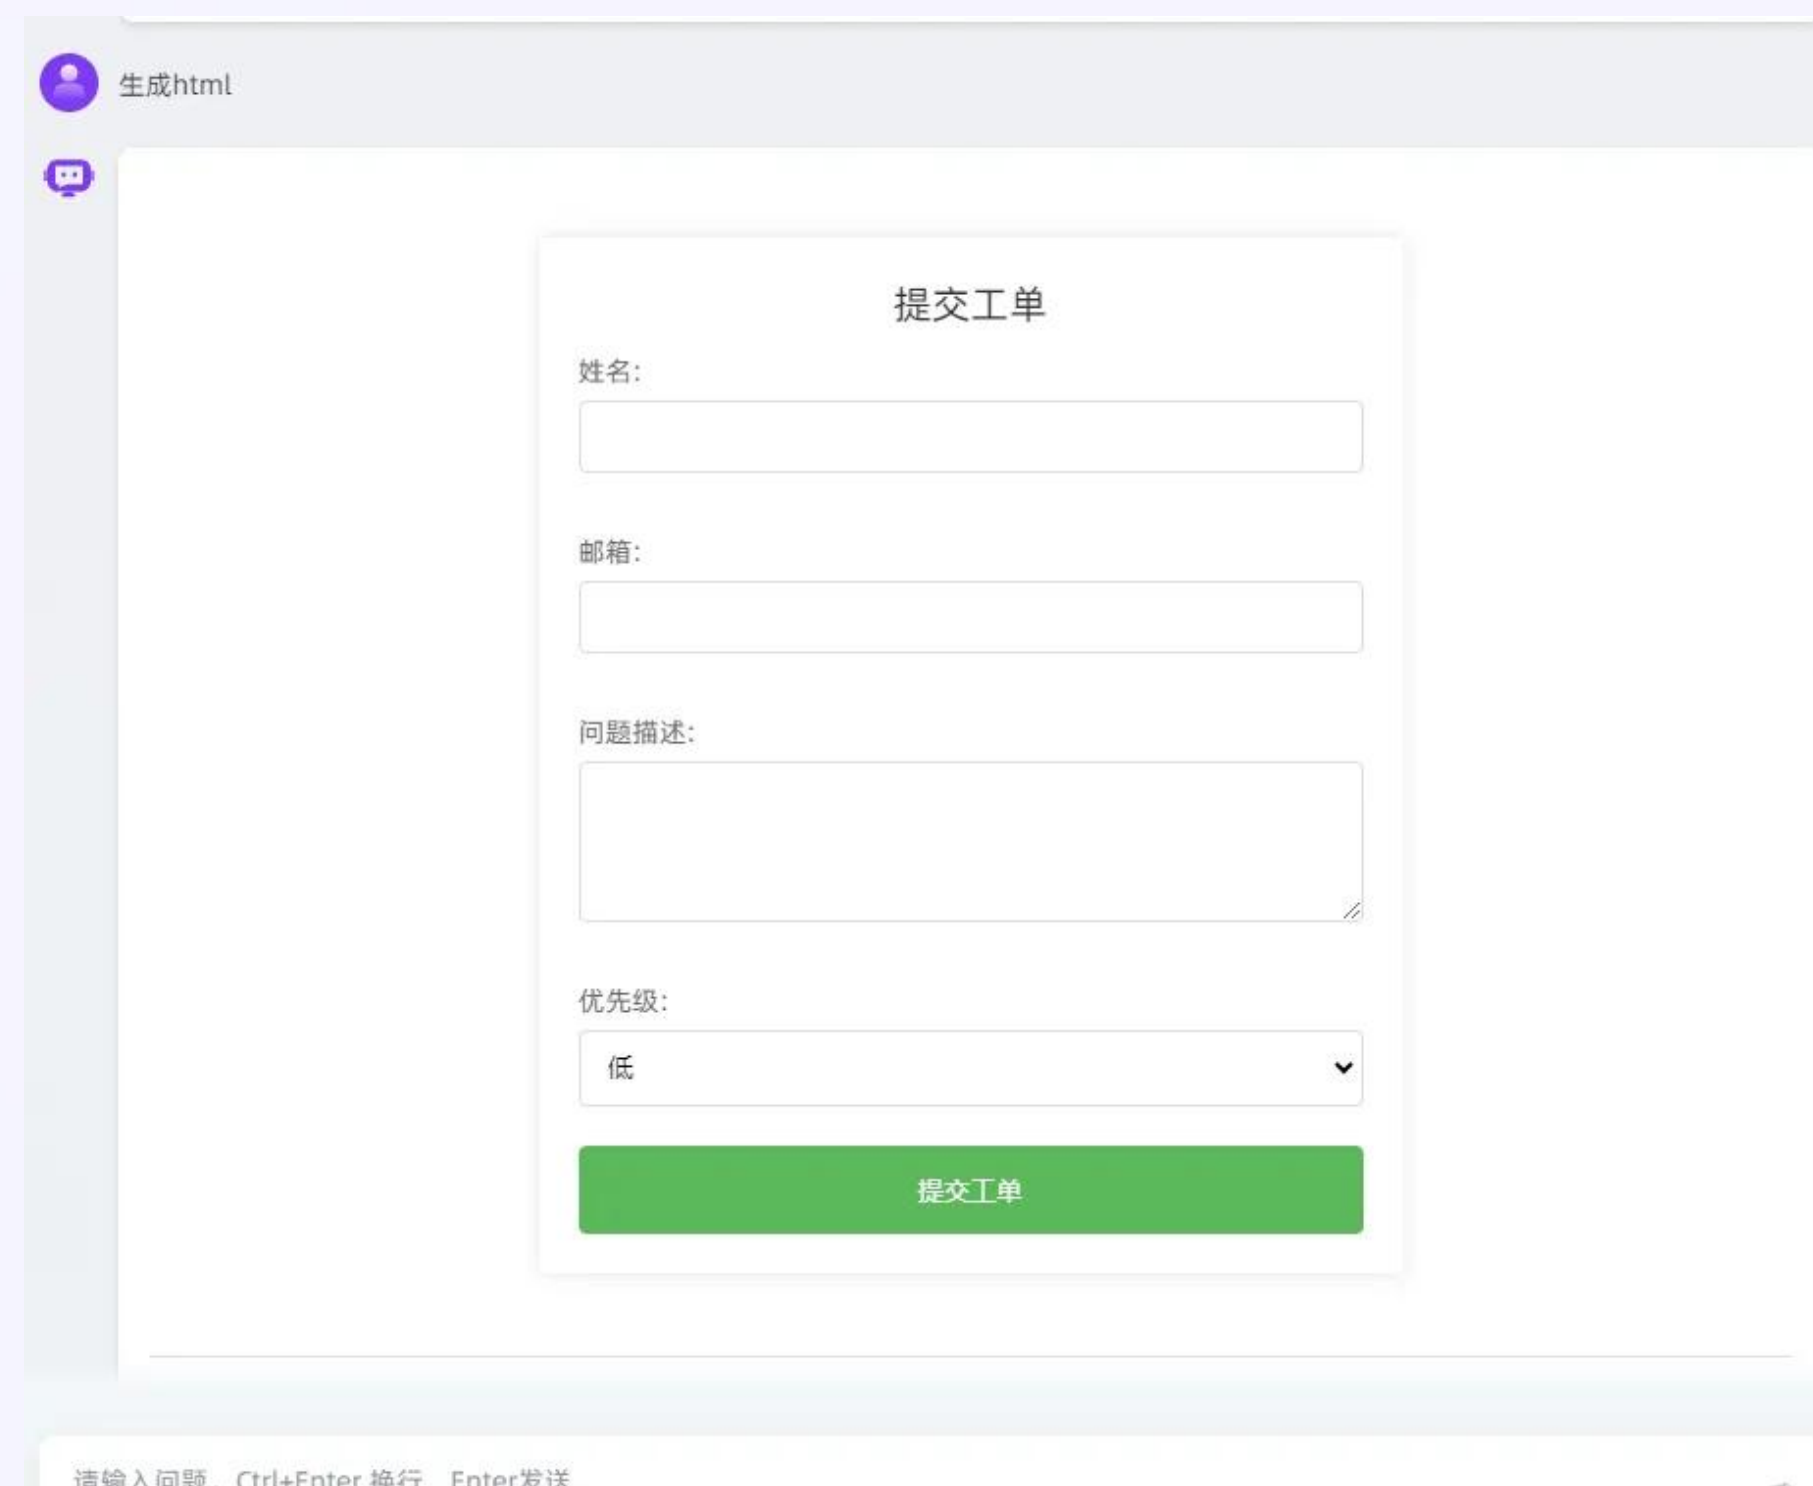 生成html
提交工单
姓名:
邮箱:
问题描述:
优先级:
低
提交工单
请输入问题，Ctrl+Enter 换行，Enter发送